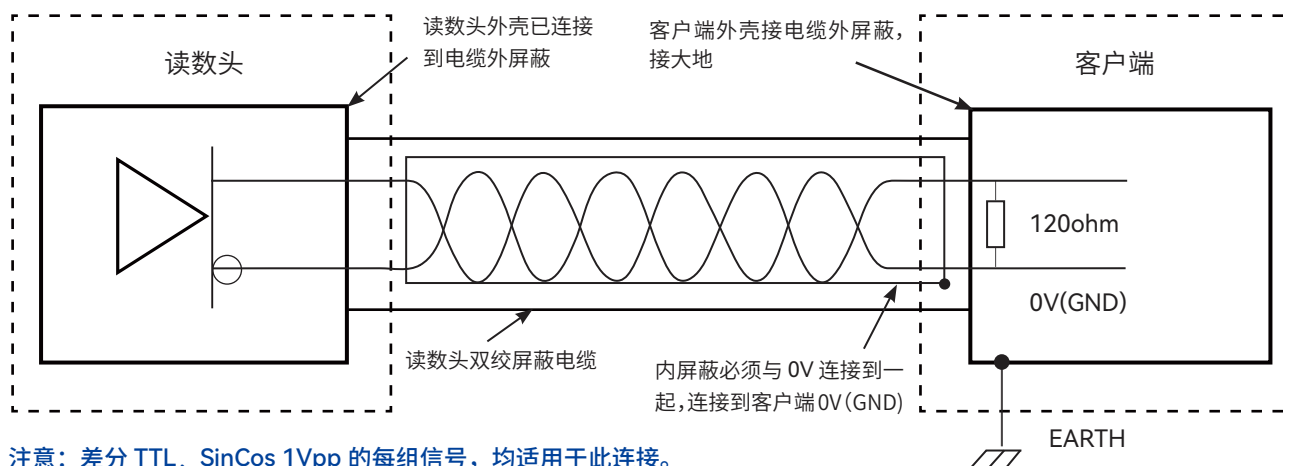 读数头外壳已连接
到电缆外屏蔽
客户端外壳接电缆外屏蔽，
接大地
读数头
客户端
120ohm
0V(GND)
读数头双绞屏蔽电缆
内屏蔽必须与 0V 连接到一
起，连接到客户端0V（GND）
EARTH
注意：差分 TTL，SinCos 1Vpp 的每组信号，均适用于此连接。